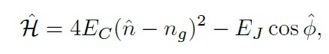 $\hat{\mathcal{H}} = 4E_C(\hat{n} - n_g)^2 - E_J \cos \hat{\phi},$